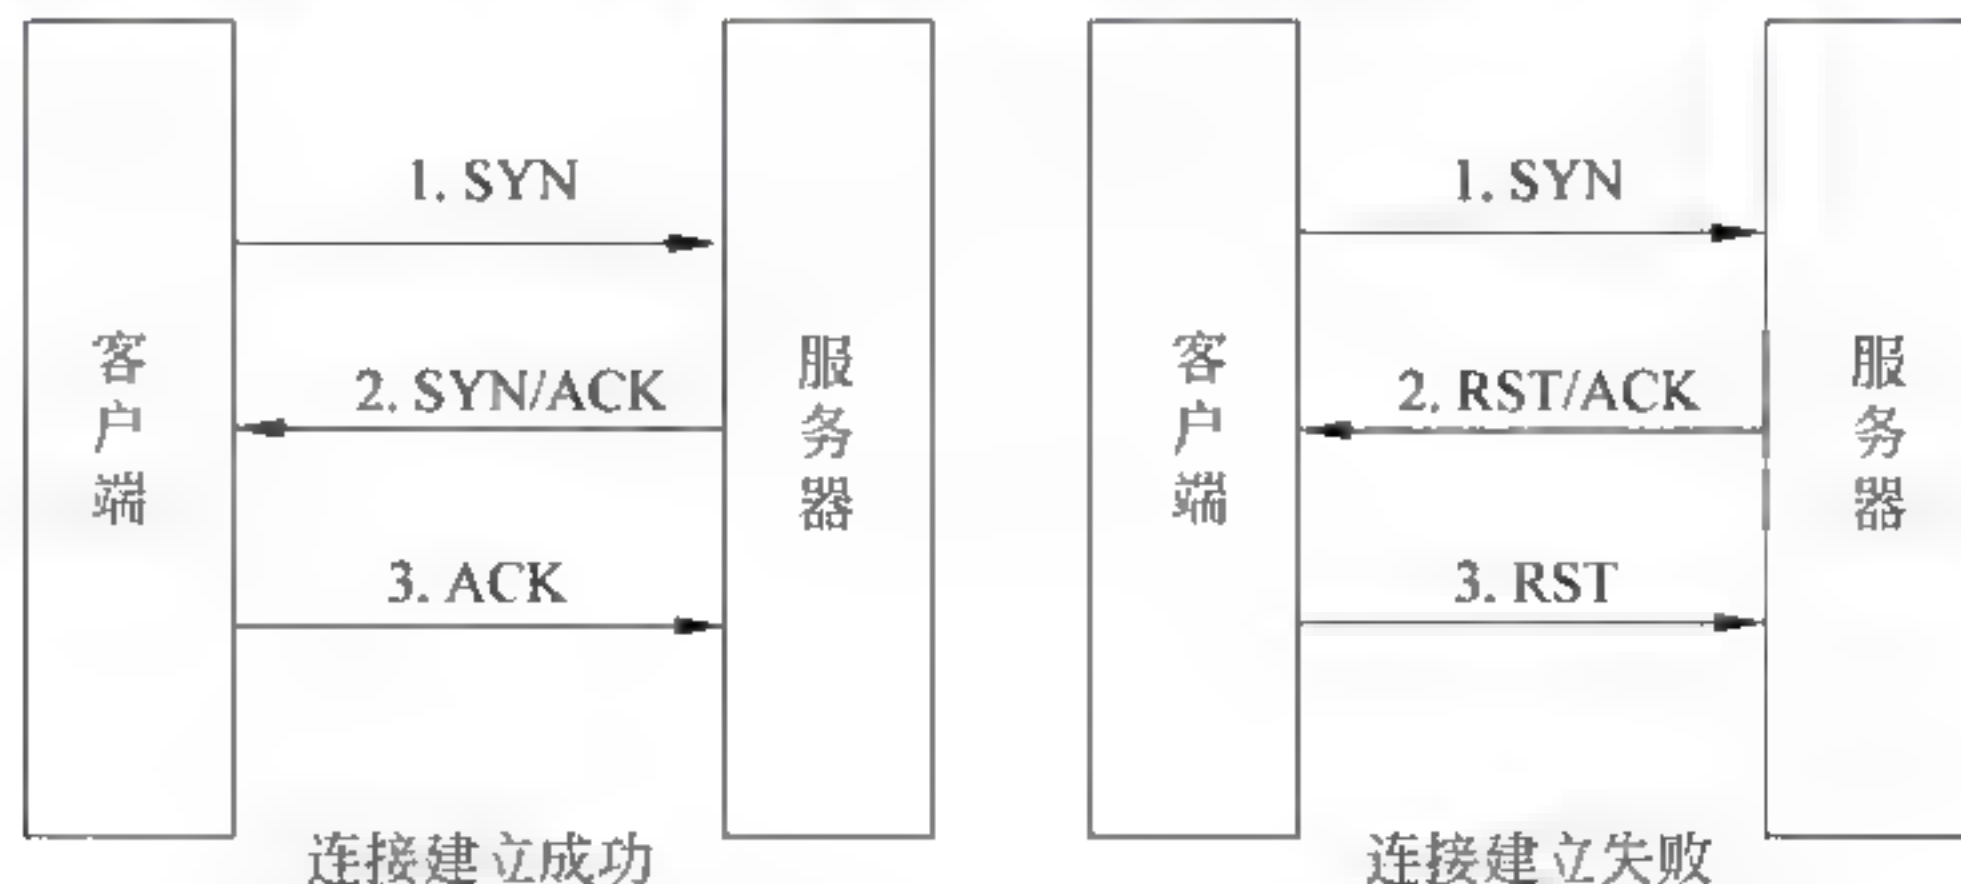 客户端
1. SYN
2. SYN/ACK
3. ACK
服务器
连接建立成功
客户端
1. SYN
2. RST/ACK
3. RST
服务器
连接建立失败